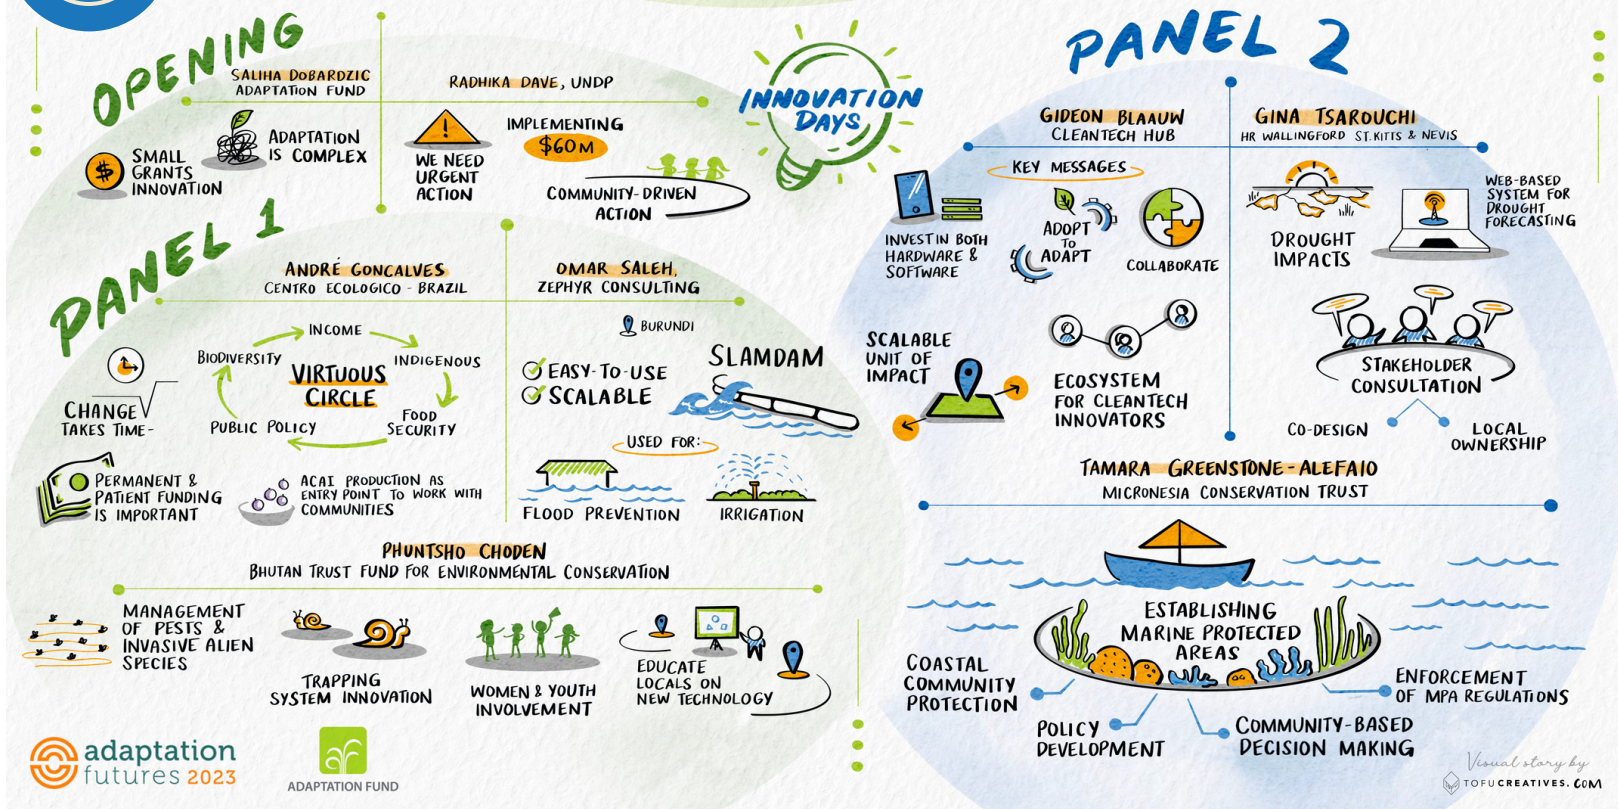 OPENING
SALIHA DOBARDZIC
ADAPTATION FUND
SMALL
GRANTS
INNOVATION
ADAPTATION
IS COMPLEX
RADHIKA DAVE, UNDP
WE NEED
URGENT
ACTION
IMPLEMENTING
$60M
COMMUNITY-DRIVEN
ACTION
INNOVATION
DAYS
PANEL 1
ANDRÉ GONCALVES
CENTRO ECOLOGICO - BRAZIL
CHANGE
TAKES TIME-
VIRTUOUS
CIRCLE
INCOME
INDIGENOUS
FOOD
SECURITY
PUBLIC POLICY
BIODIVERSITY
PERMANENT &
PATIENT FUNDING
IS IMPORTANT
ACAI PRODUCTION AS
ENTRY POINT TO WORK WITH
COMMUNITIES
OMAR SALEH,
ZEPHYR CONSULTING
BURUNDI
EASY-TO-USE
SCALABLE
SLAMDAM
USED FOR:
FLOOD PREVENTION
IRRIGATION
PHUNTSHO CHODEN
BHUTAN TRUST FUND FOR ENVIRONMENTAL CONSERVATION
MANAGEMENT
OF PESTS &
INVASIVE ALIEN
SPECIES
TRAPPING
SYSTEM INNOVATION
WOMEN & YOUTH
INVOLVEMENT
EDUCATE
LOCALS ON
NEW TECHNOLOGY
adaptation
futures 2023
ADAPTATION FUND
PANEL 2
GIDEON BLAAUW
CLEANTECH HUB
KEY MESSAGES
INVEST IN BOTH
HARDWARE &
SOFTWARE
ADOPT
TO
ADAPT
COLLABORATE
SCALABLE
UNIT OF
IMPACT
ECOSYSTEM
FOR CLEANTECH
INNOVATORS
GINA TSAROUCHI
HR WALLINGFORD ST.KITTS & NEVIS
DROUGHT
IMPACTS
WEB-BASED
SYSTEM FOR
DROUGHT
FORECASTING
STAKEHOLDER
CONSULTATION
CO-DESIGN
LOCAL
OWNERSHIP
TAMARA GREENSTONE-ALEFAIO
MICRONESIA CONSERVATION TRUST
ESTABLISHING
MARINE PROTECTED
AREAS
COASTAL
COMMUNITY
PROTECTION
POLICY
DEVELOPMENT
COMMUNITY-BASED
DECISION MAKING
ENFORCEMENT
OF MPA REGULATIONS
Visual story by
TOFUCREATIVES.COM